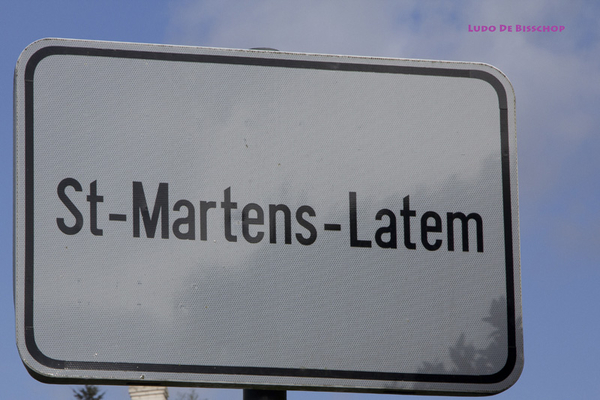 Ludo De Bisschop
St-Martens-Latem